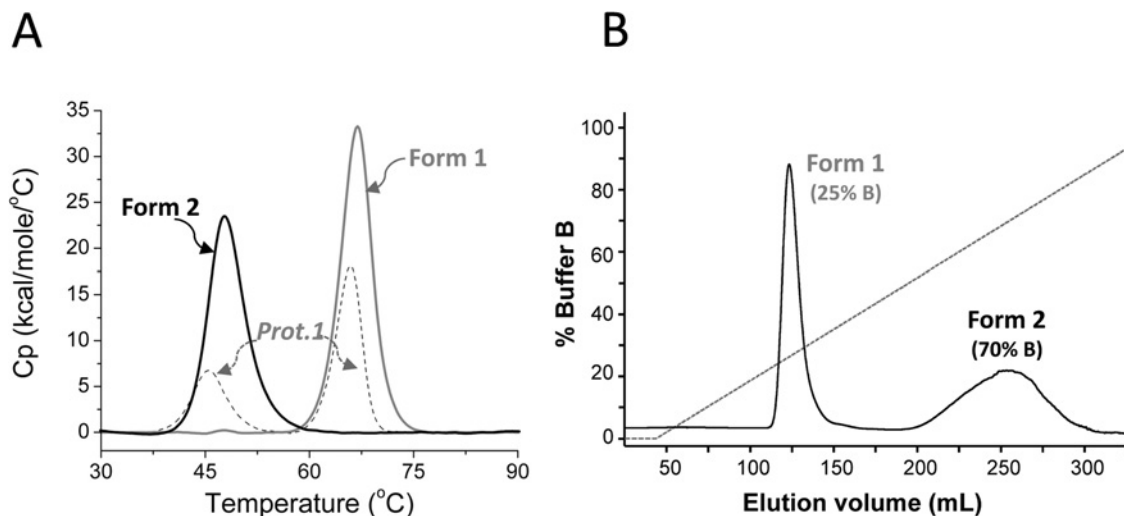 A
35
30
25
20
15
10
5
0
Cp (kcal/mole/°C)
Form 1
Form 2
Prot.1
30
45
60
75
90
Temperature (°C)
B
100
80
60
40
20
0
% Buffer B
Form 1
(25% B)
Form 2
(70% B)
50
100
150
200
250
300
Elution volume (mL)